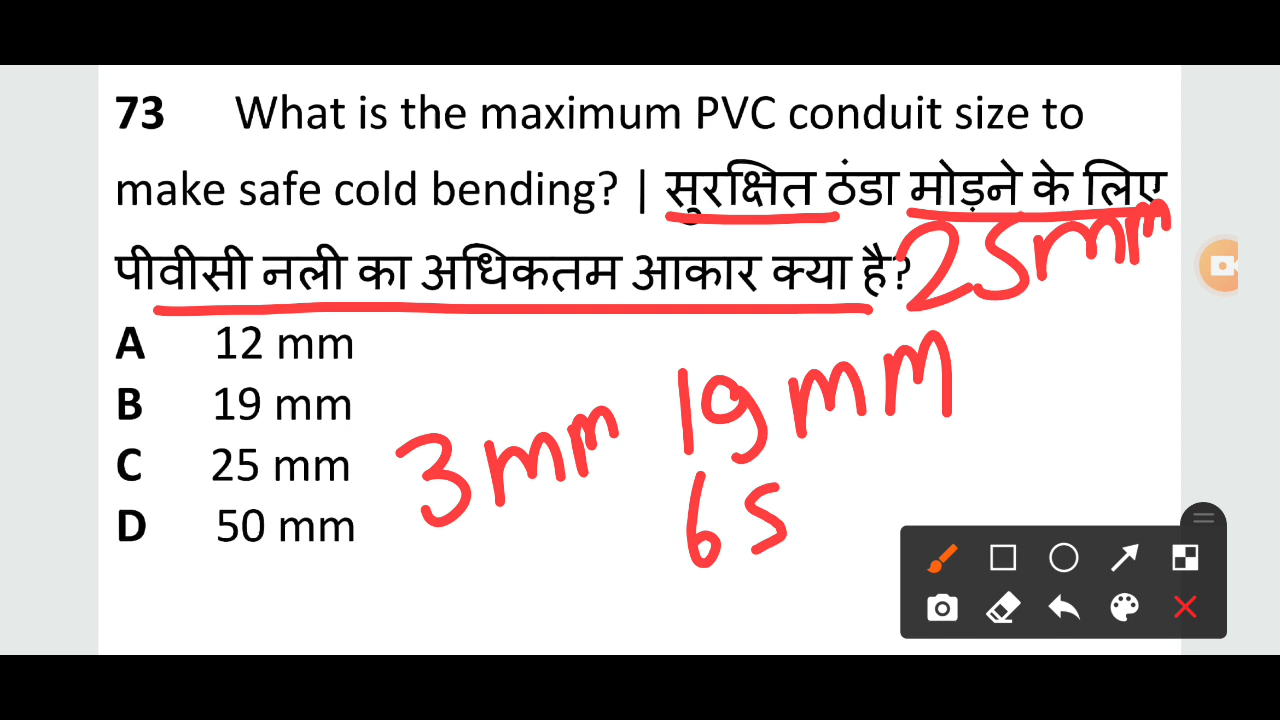 73 What is the maximum PVC conduit size to
make safe cold bending? | सुरक्षित ठंडा मोड़ने के लिए
पीवीसी नली का अधिकतम आकार क्या है?
25mm
A 12 mm
B 19 mm
C 25 mm
D 50 mm
3mm
19mm
6S